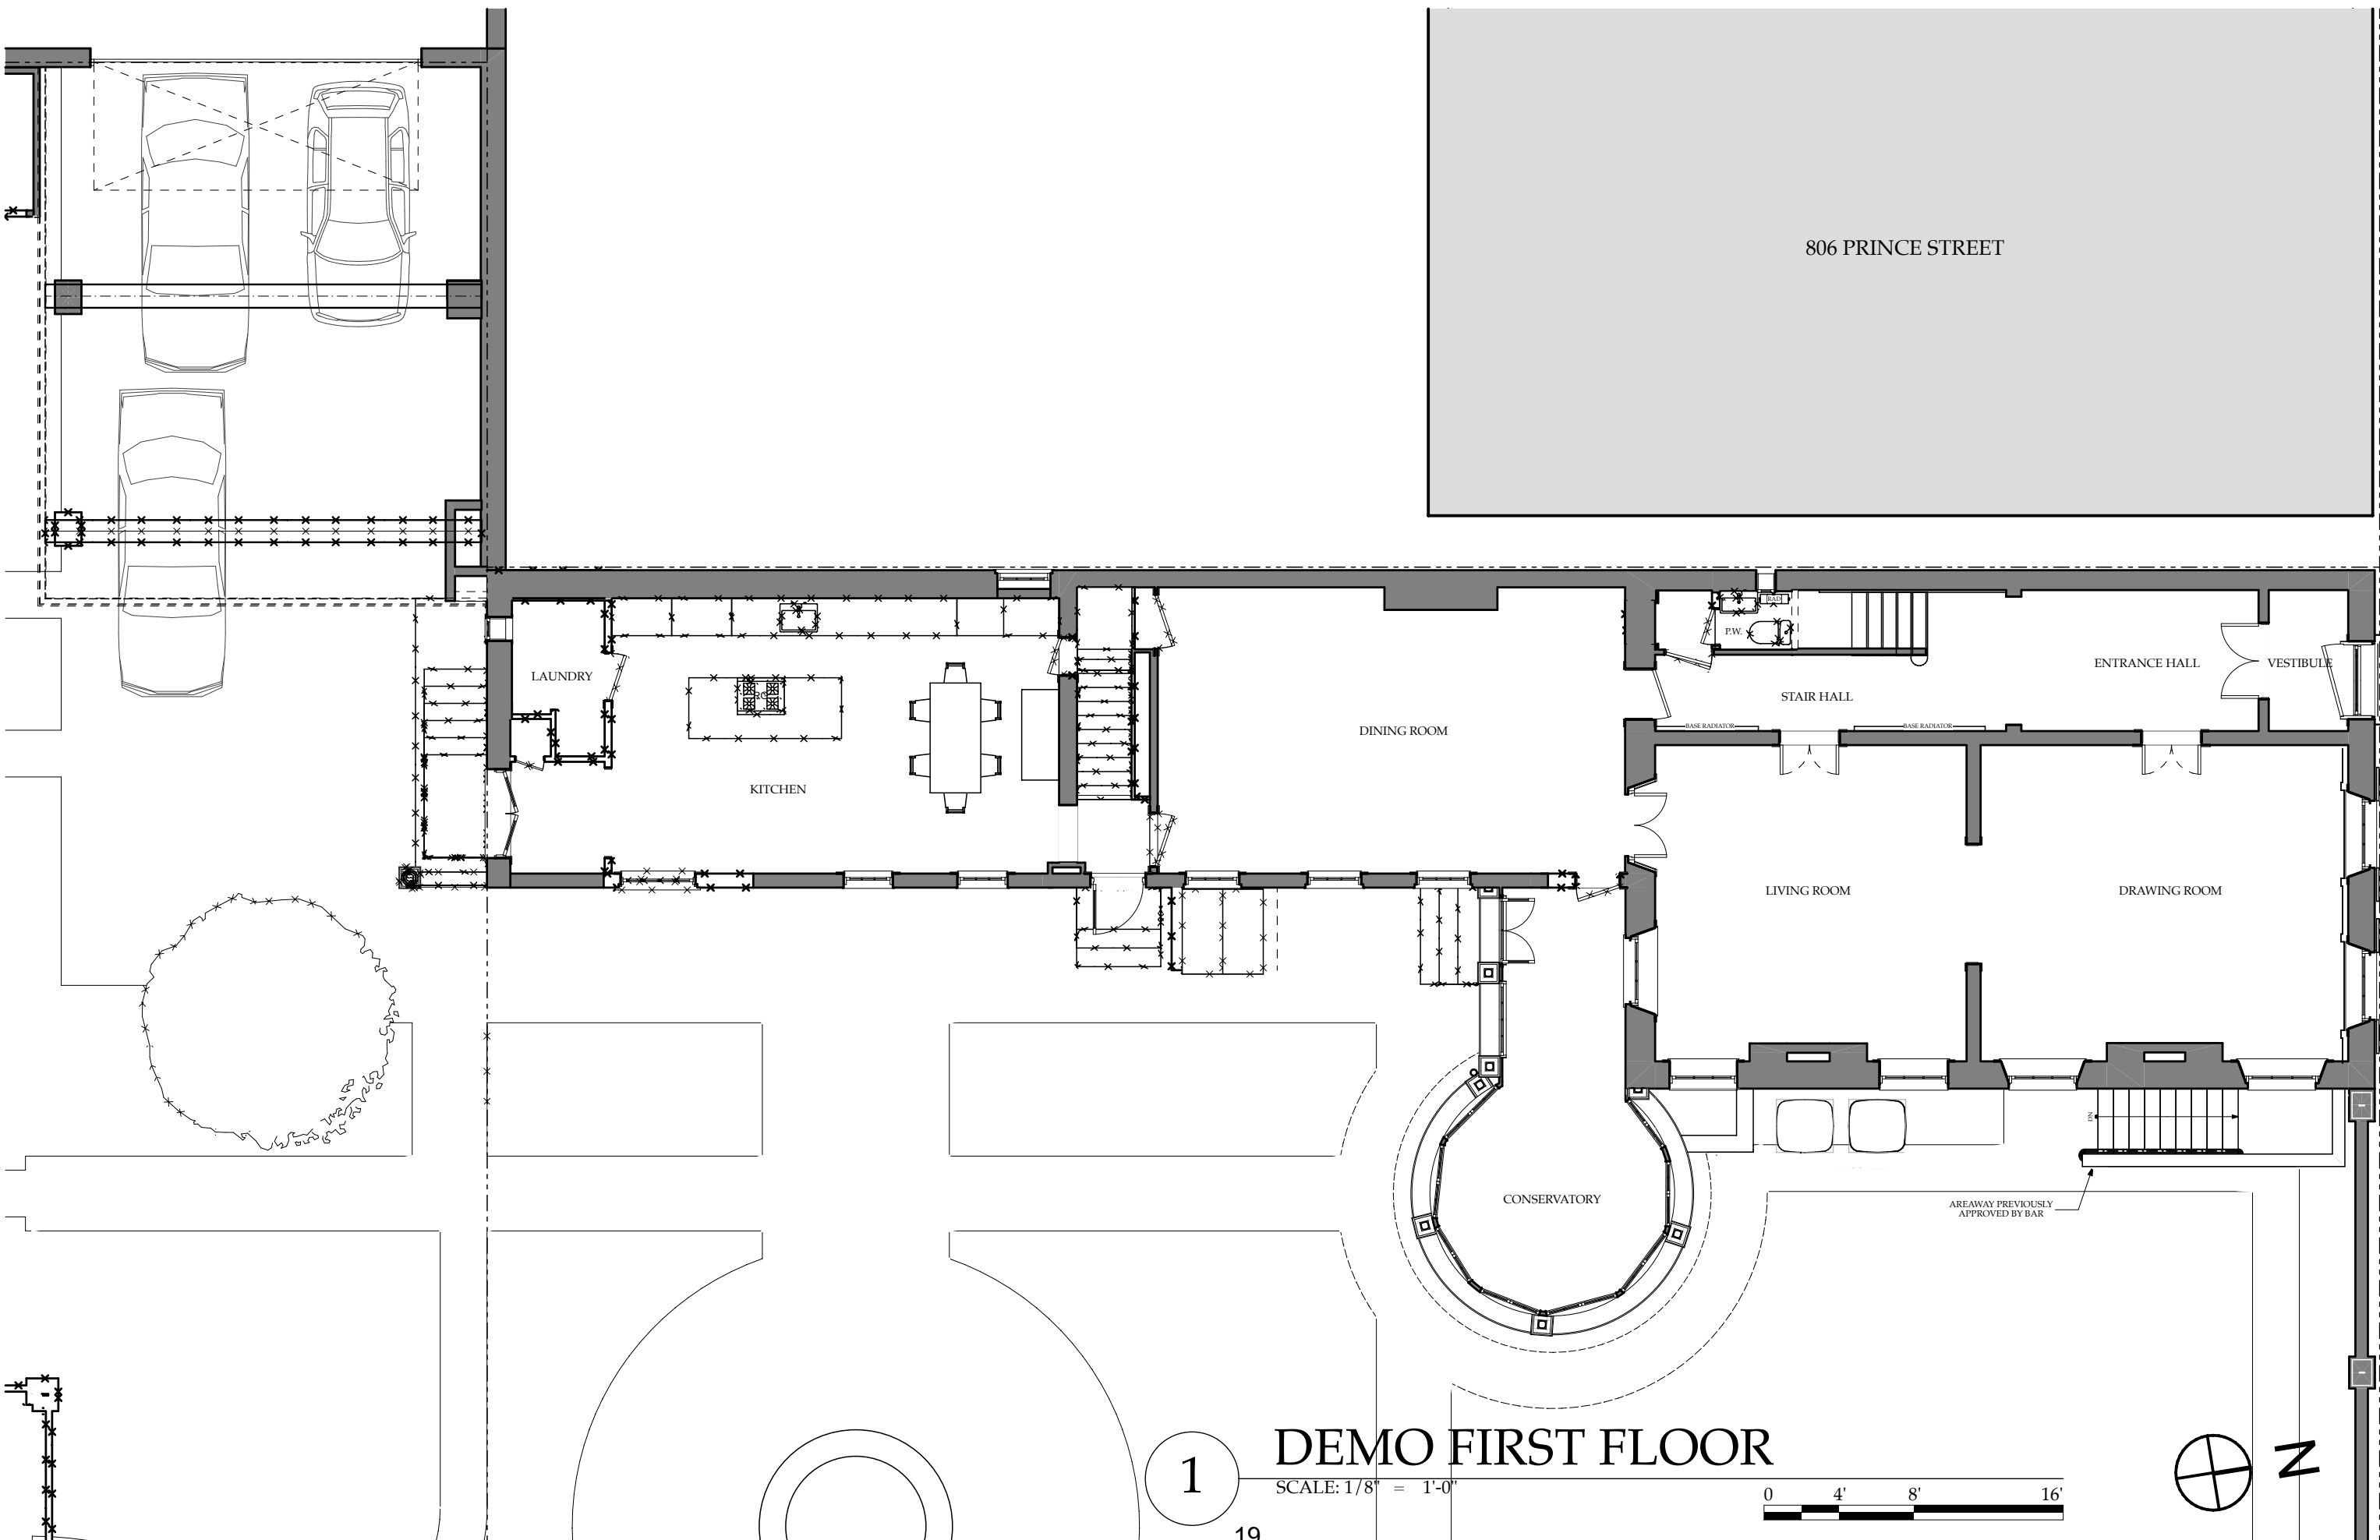 806 PRINCE STREET
RAD
P.W.
LAUNDRY
ENTRANCE HALL
VESTIBULE
STAIR HALL
BASE RADIATOR
BASE RADIATOR
DINING ROOM
KITCHEN
LIVING ROOM
DRAWING ROOM
DN
CONSERVATORY
AREAWAY PREVIOUSLY
APPROVED BY BAR
1
DEMO FIRST FLOOR
SCALE: 1/8" = 1'-0"
0 4' 8' 16'
N
19